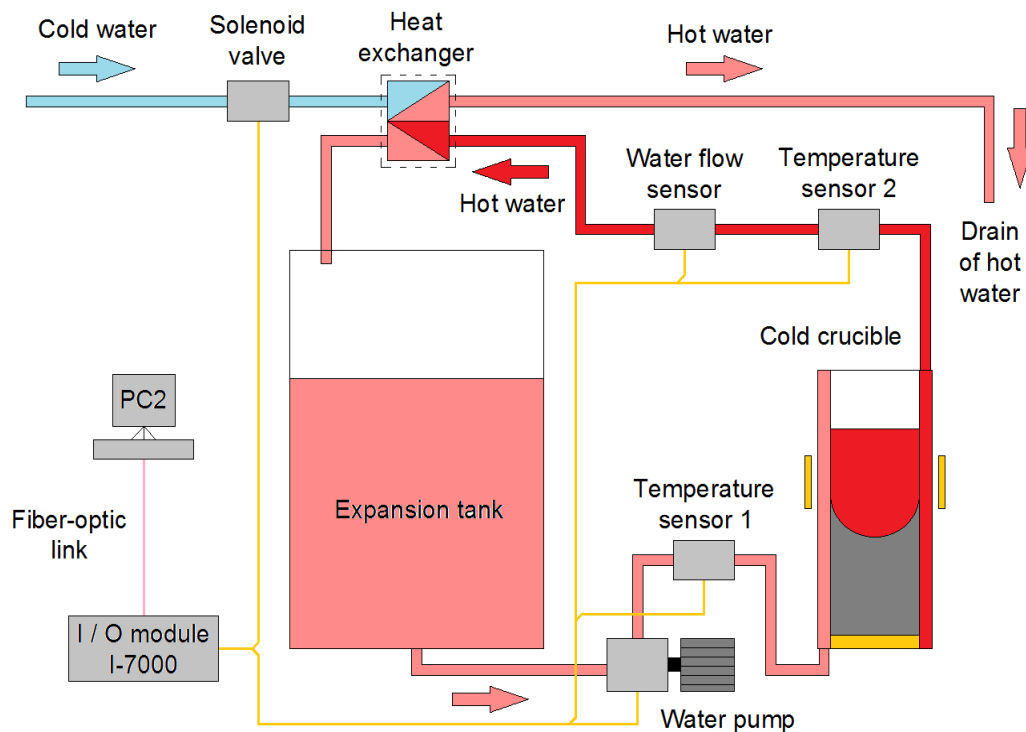 Cold water
Solenoid
valve
Heat
exchanger
Hot water
Hot water
Water flow
sensor
Temperature
sensor 2
Drain
of hot
water
Cold crucible
PC2
Fiber-optic
link
Expansion tank
Temperature
sensor 1
I / O module
I-7000
Water pump